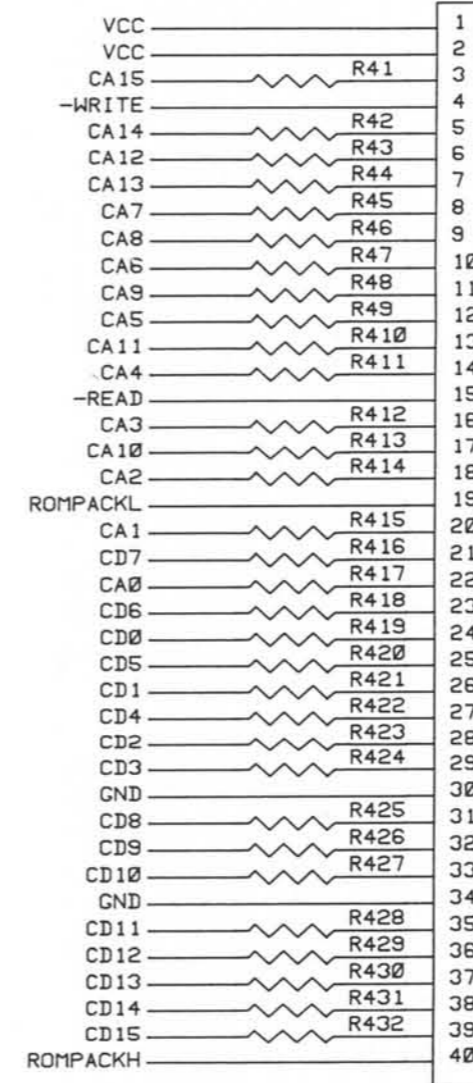 VCC 1
VCC 2
CA15 R41 3
-WRITE 4
CA14 R42 5
CA12 R43 6
CA13 R44 7
CA7 R45 8
CA8 R46 9
CA6 R47 10
CA9 R48 11
CA5 R49 12
CA11 R410 13
CA4 R411 14
-READ 15
CA3 R412 16
CA10 R413 17
CA2 R414 18
ROMPACKL 19
CA1 R415 20
CD7 R416 21
CA0 R417 22
CD6 R418 23
CD0 R419 24
CD5 R420 25
CD1 R421 26
CD4 R422 27
CD2 R423 28
CD3 R424 29
GND 30
CD8 R425 31
CD9 R426 32
CD10 R427 33
GND 34
CD11 R428 35
CD12 R429 36
CD13 R430 37
CD14 R431 38
CD15 R432 39
ROMPACKH 40